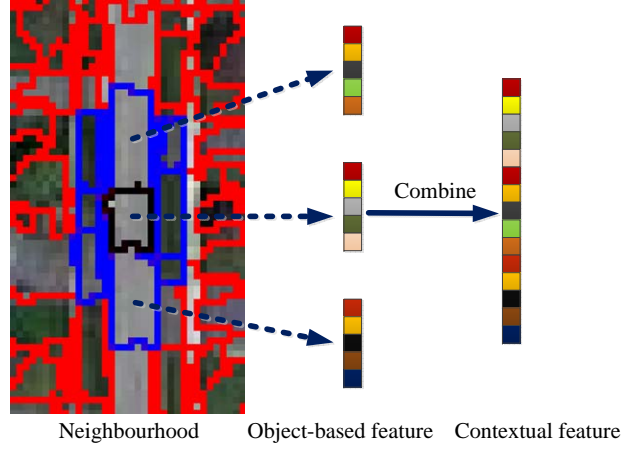 Combine
Neighbourhood
Object-based feature
Contextual feature